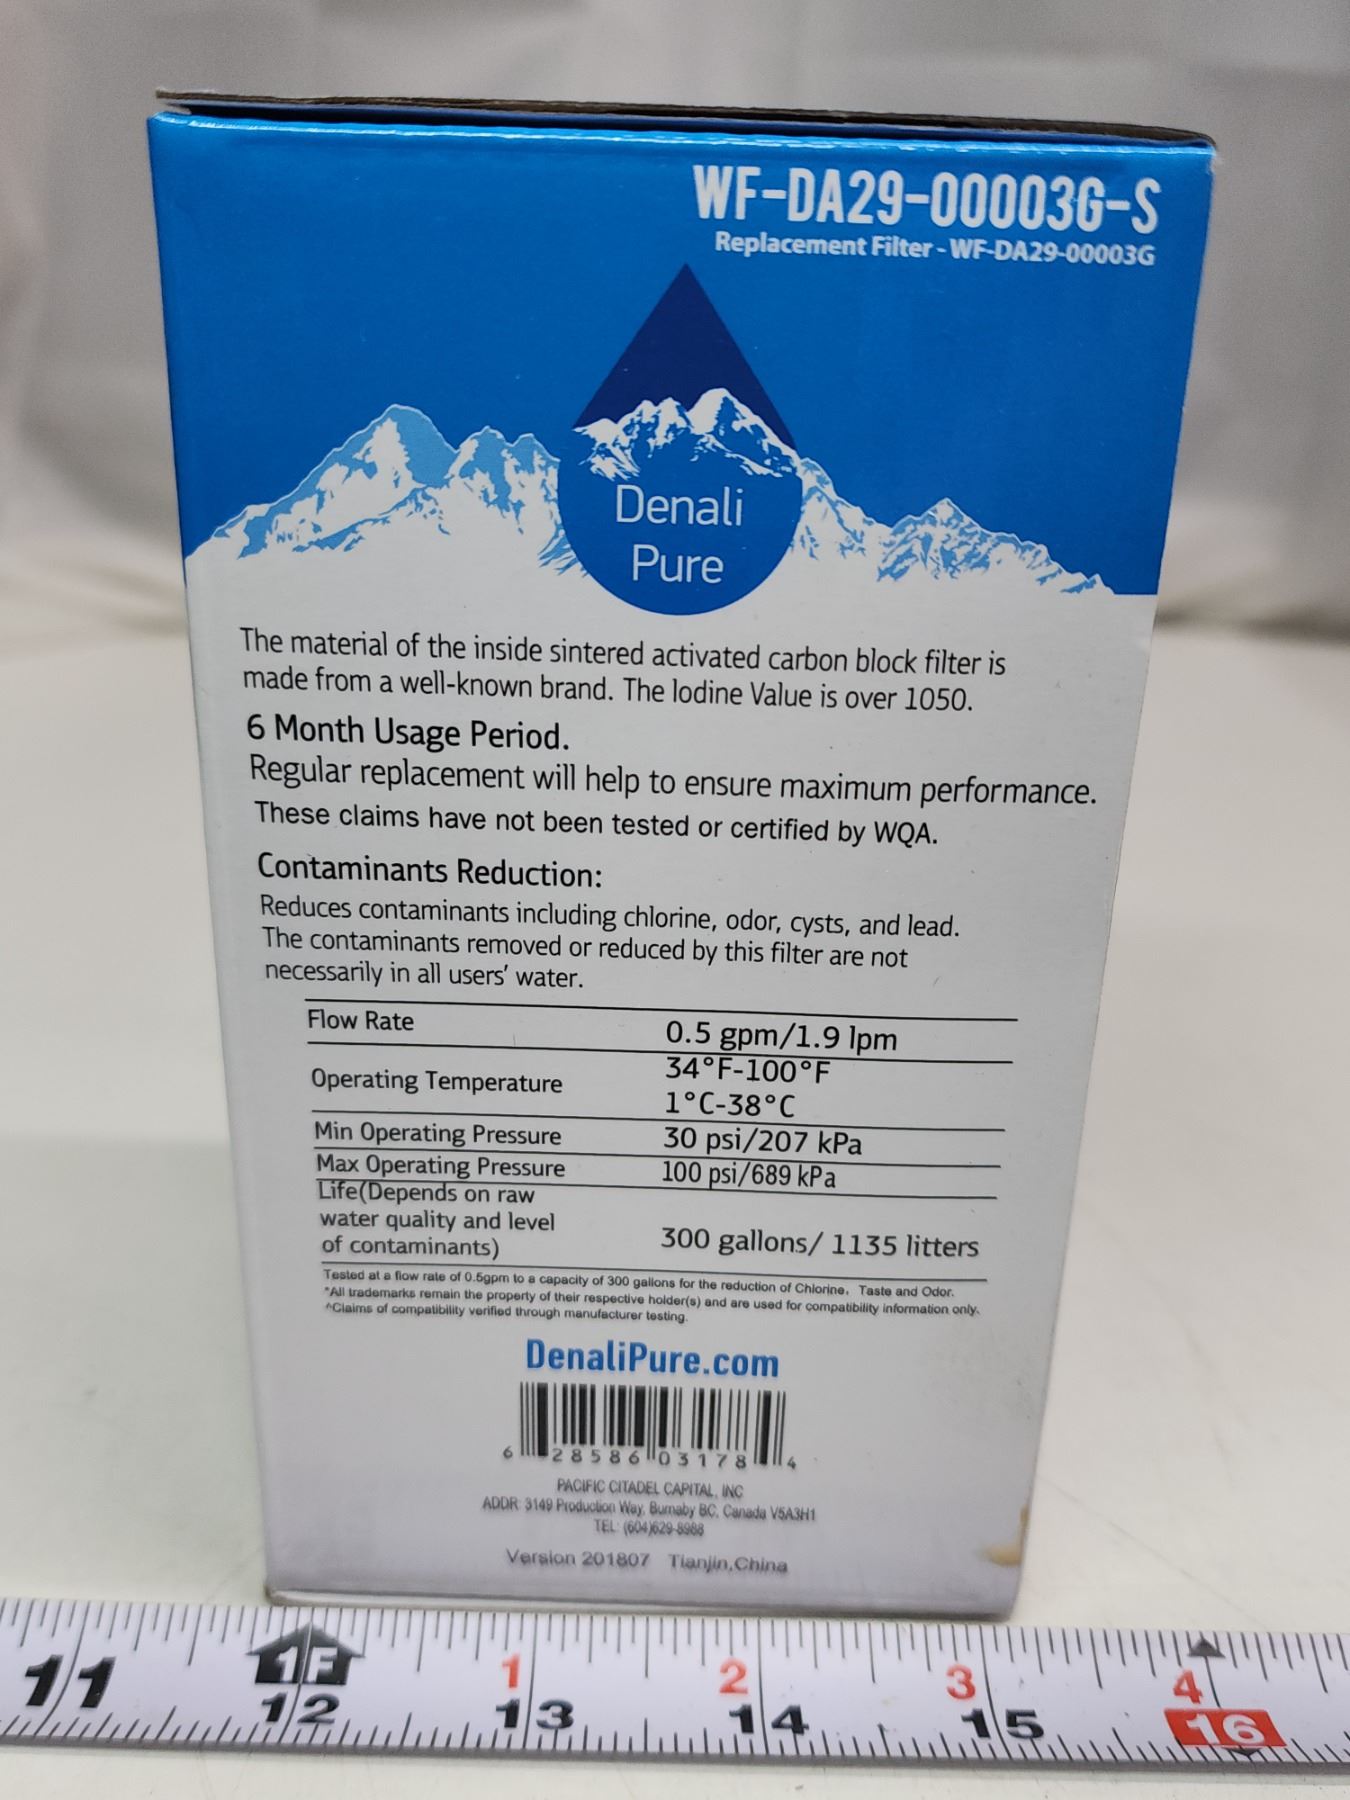 WF-DA29-00003G-S
Replacement Filter - WF-DA29-00003G
Denali
Pure
The material of the inside sintered activated carbon block filter is
made from a well-known brand. The Iodine Value is over 1050.
6 Month Usage Period.
Regular replacement will help to ensure maximum performance.
These claims have not been tested or certified by WQA.
Contaminants Reduction:
Reduces contaminants including chlorine, odor, cysts, and lead.
The contaminants removed or reduced by this filter are not
necessarily in all users' water.
Flow Rate 0.5 gpm/1.9 lpm
Operating Temperature 34°F-100°F
1°C-38°C
Min Operating Pressure 30 psi/207 kPa
Max Operating Pressure 100 psi/689 kPa
Life(Depends on raw
water quality and level
of contaminants) 300 gallons/ 1135 litters
Tested at a flow rate of 0.5gpm to a capacity of 300 gallons for the reduction of Chlorine, Taste and Odor.
*All trademarks remain the property of their respective holder(s) and are used for compatibility information only.
^Claims of compatibility verified through manufacturer testing.
DenaliPure.com
6 28586 03178 4
PACIFIC CITADEL CAPITAL, INC
ADDR: 3149 Production Way, Burnaby BC, Canada V5A3H1
TEL: (604)629-8988
Version 201807 Tianjin,China
1F 1 2 3 4
11 12 13 14 15 16